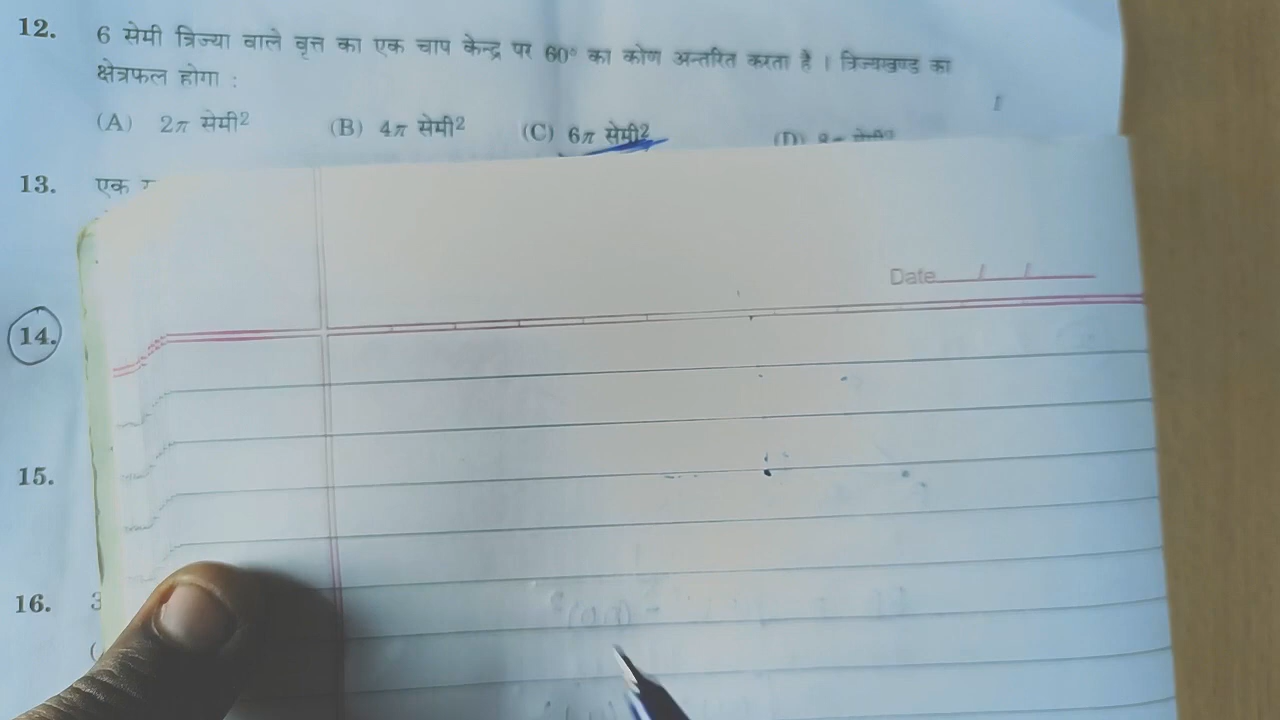 12. 6 सेमी त्रिज्या वाले वृत्त का एक चाप केन्द्र पर 60° का कोण अन्तरित करता है । त्रिज्यखण्ड का
क्षेत्रफल होगा :
(A) 2π सेमी² (B) 4π सेमी² (C) 6π सेमी² (D)
13. एक
Date / /
14.
15.
16. 3